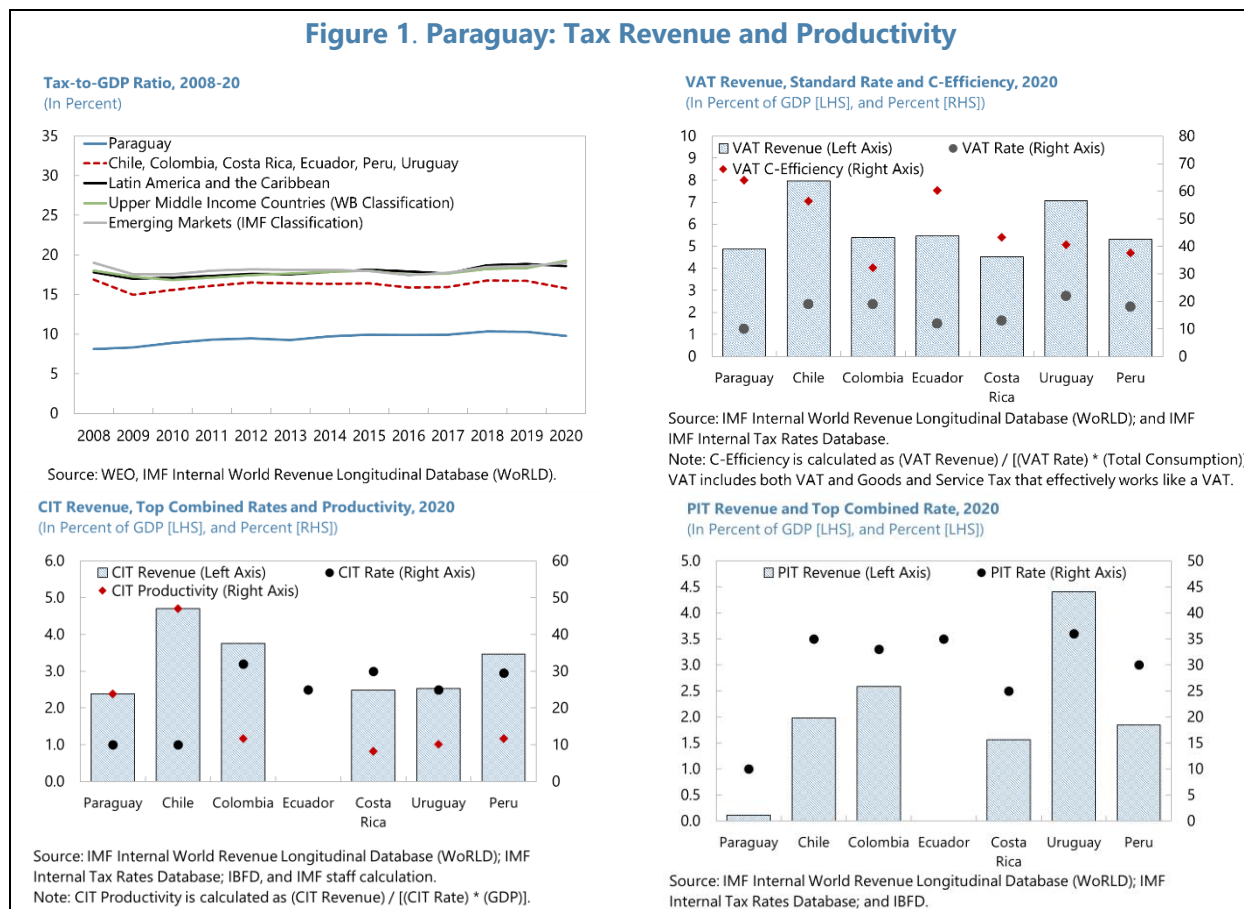 Figure 1. Paraguay: Tax Revenue and Productivity
Tax-to-GDP Ratio, 2008-20
(In Percent)
35
30
25
20
15
10
5
0
Paraguay
Chile, Colombia, Costa Rica, Ecuador, Peru, Uruguay
Latin America and the Caribbean
Upper Middle Income Countries (WB Classification)
Emerging Markets (IMF Classification)
2008 2009 2010 2011 2012 2013 2014 2015 2016 2017 2018 2019 2020
Source: WEO, IMF Internal World Revenue Longitudinal Database (WoRLD).
VAT Revenue, Standard Rate and C-Efficiency, 2020
(In Percent of GDP [LHS], and Percent [RHS])
10
9
8
7
6
5
4
3
2
1
0
VAT Revenue (Left Axis)
VAT Rate (Right Axis)
VAT C-Efficiency (Right Axis)
80
70
60
50
40
30
20
10
0
Paraguay Chile Colombia Ecuador Costa Uruguay Peru
Rica
Source: IMF Internal World Revenue Longitudinal Database (WoRLD); and IMF
IMF Internal Tax Rates Database.
Note: C-Efficiency is calculated as (VAT Revenue) / [(VAT Rate) * (Total Consumption)]
VAT includes both VAT and Goods and Service Tax that effectively works like a VAT.
CIT Revenue, Top Combined Rates and Productivity, 2020
(In Percent of GDP [LHS], and Percent [RHS])
6.0
5.0
4.0
3.0
2.0
1.0
0.0
CIT Revenue (Left Axis)
CIT Rate (Right Axis)
CIT Productivity (Right Axis)
60
50
40
30
20
10
0
Paraguay Chile Colombia Ecuador Costa Uruguay Peru
Rica
Source: IMF Internal World Revenue Longitudinal Database (WoRLD); IMF
Internal Tax Rates Database; IBFD, and IMF staff calculation.
Note: CIT Productivity is calculated as (CIT Revenue) / [(CIT Rate) * (GDP)].
PIT Revenue and Top Combined Rate, 2020
(In Percent of GDP [LHS], and Percent [LHS])
5.0
4.5
4.0
3.5
3.0
2.5
2.0
1.5
1.0
0.5
0.0
PIT Revenue (Left Axis)
PIT Rate (Right Axis)
50
45
40
35
30
25
20
15
10
5
0
Paraguay Chile Colombia Ecuador Costa Uruguay Peru
Rica
Source: IMF Internal World Revenue Longitudinal Database (WoRLD); IMF
Internal Tax Rates Database; and IBFD.